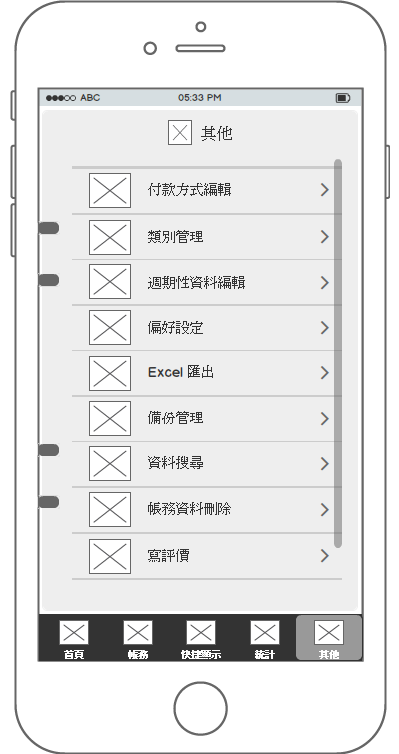 ABC 05:33 PM
其他
付款方式編輯
類別管理
週期性資料編輯
偏好設定
Excel 匯出
備份管理
資料搜尋
帳務資料刪除
寫評價
首頁 帳務 快捷顯示 統計 其他